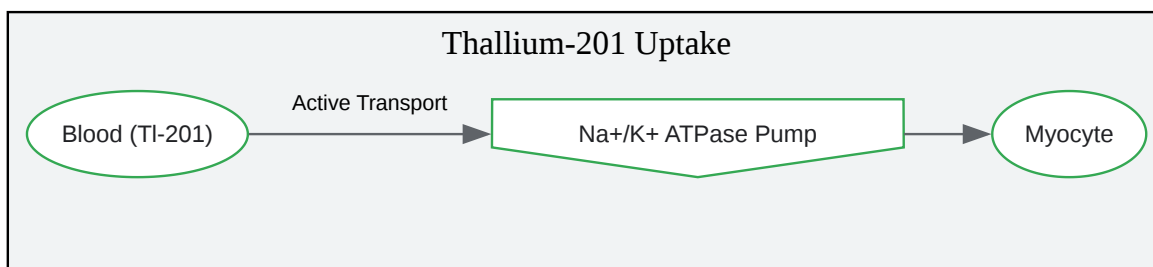 Thallium-201 Uptake
Active Transport
Blood (Tl-201)
Na+/K+ ATPase Pump
Myocyte